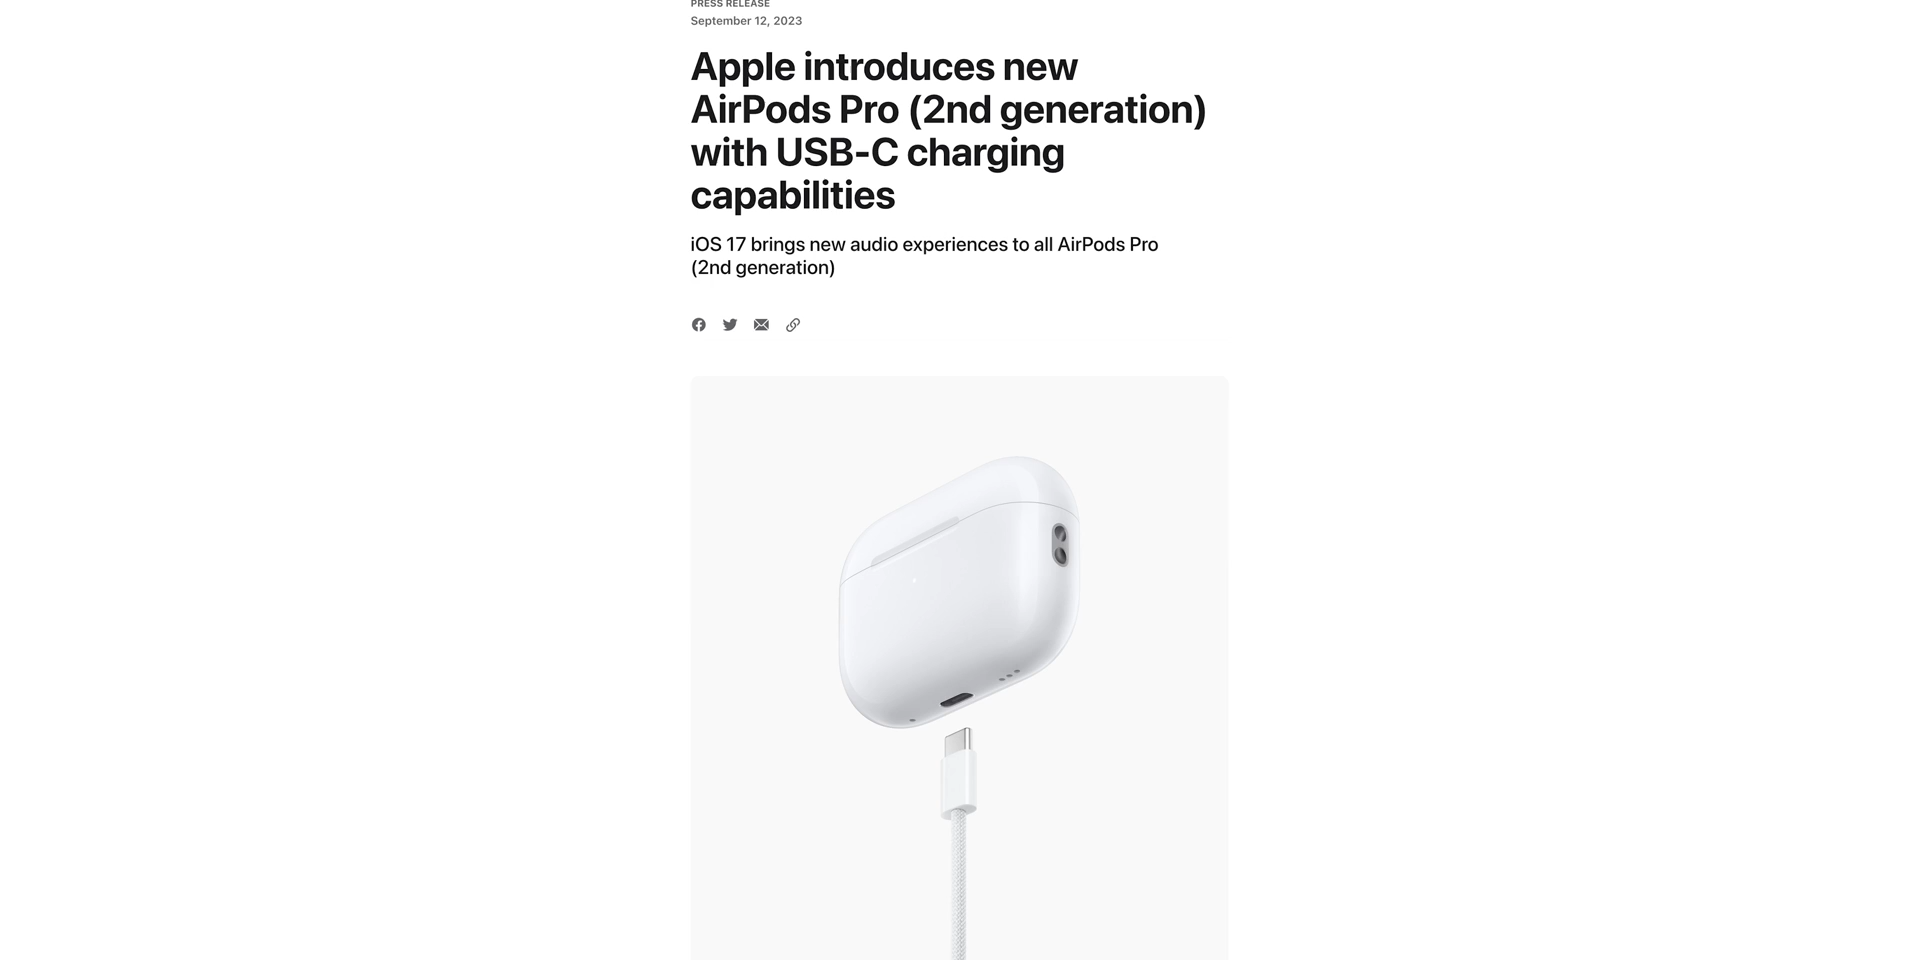 PRESS RELEASE
September 12, 2023
Apple introduces new
AirPods Pro (2nd generation)
with USB-C charging
capabilities
iOS 17 brings new audio experiences to all AirPods Pro
(2nd generation)